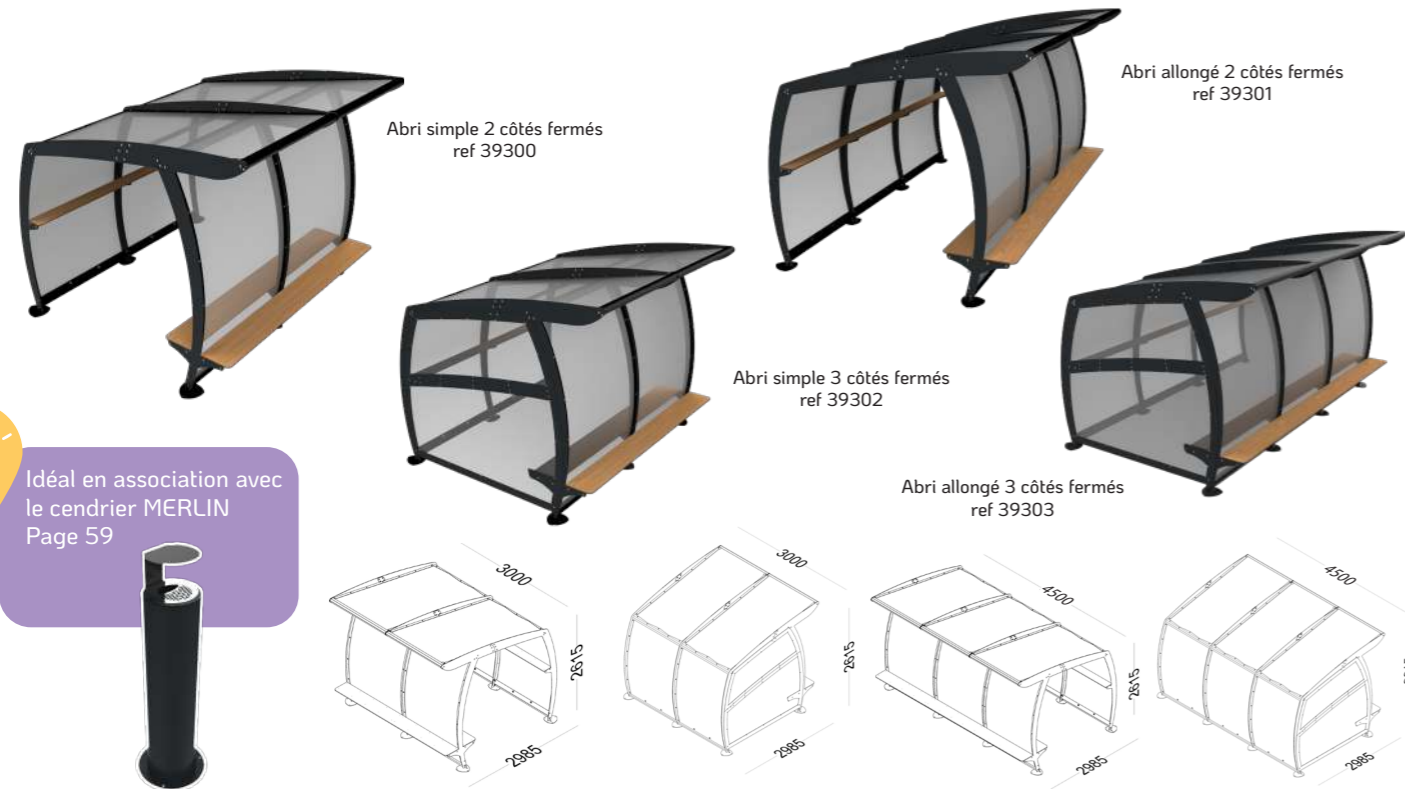 Abri simple 2 côtés fermés
ref 39300
Abri allongé 2 côtés fermés
ref 39301
Abri simple 3 côtés fermés
ref 39302
Abri allongé 3 côtés fermés
ref 39303
Idéal en association avec
le cendrier MERLIN
Page 59
3000
2615
2985
3000
2615
2985
4500
2615
2985
4500
2985